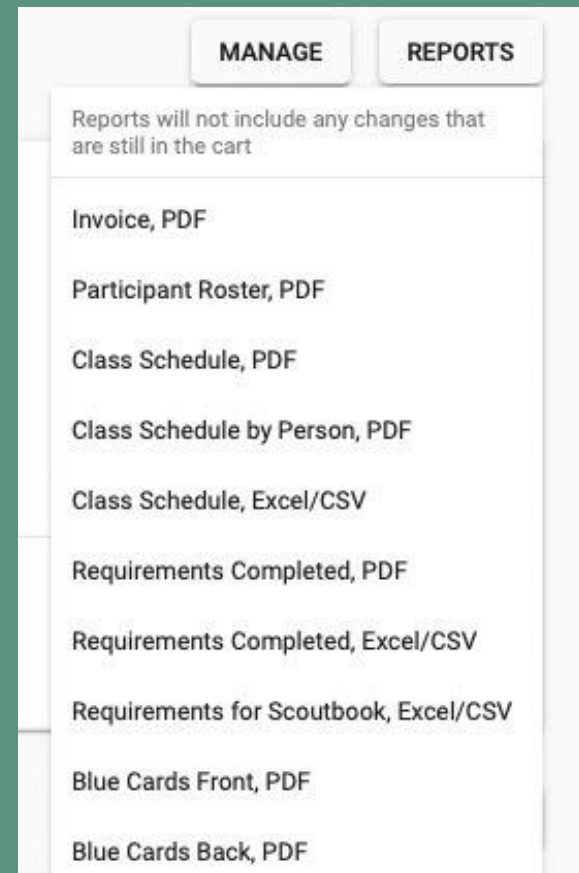 MANAGE
REPORTS
Reports will not include any changes that
are still in the cart
Invoice, PDF
Participant Roster, PDF
Class Schedule, PDF
Class Schedule by Person, PDF
Class Schedule, Excel/CSV
Requirements Completed, PDF
Requirements Completed, Excel/CSV
Requirements for Scoutbook, Excel/CSV
Blue Cards Front, PDF
Blue Cards Back, PDF